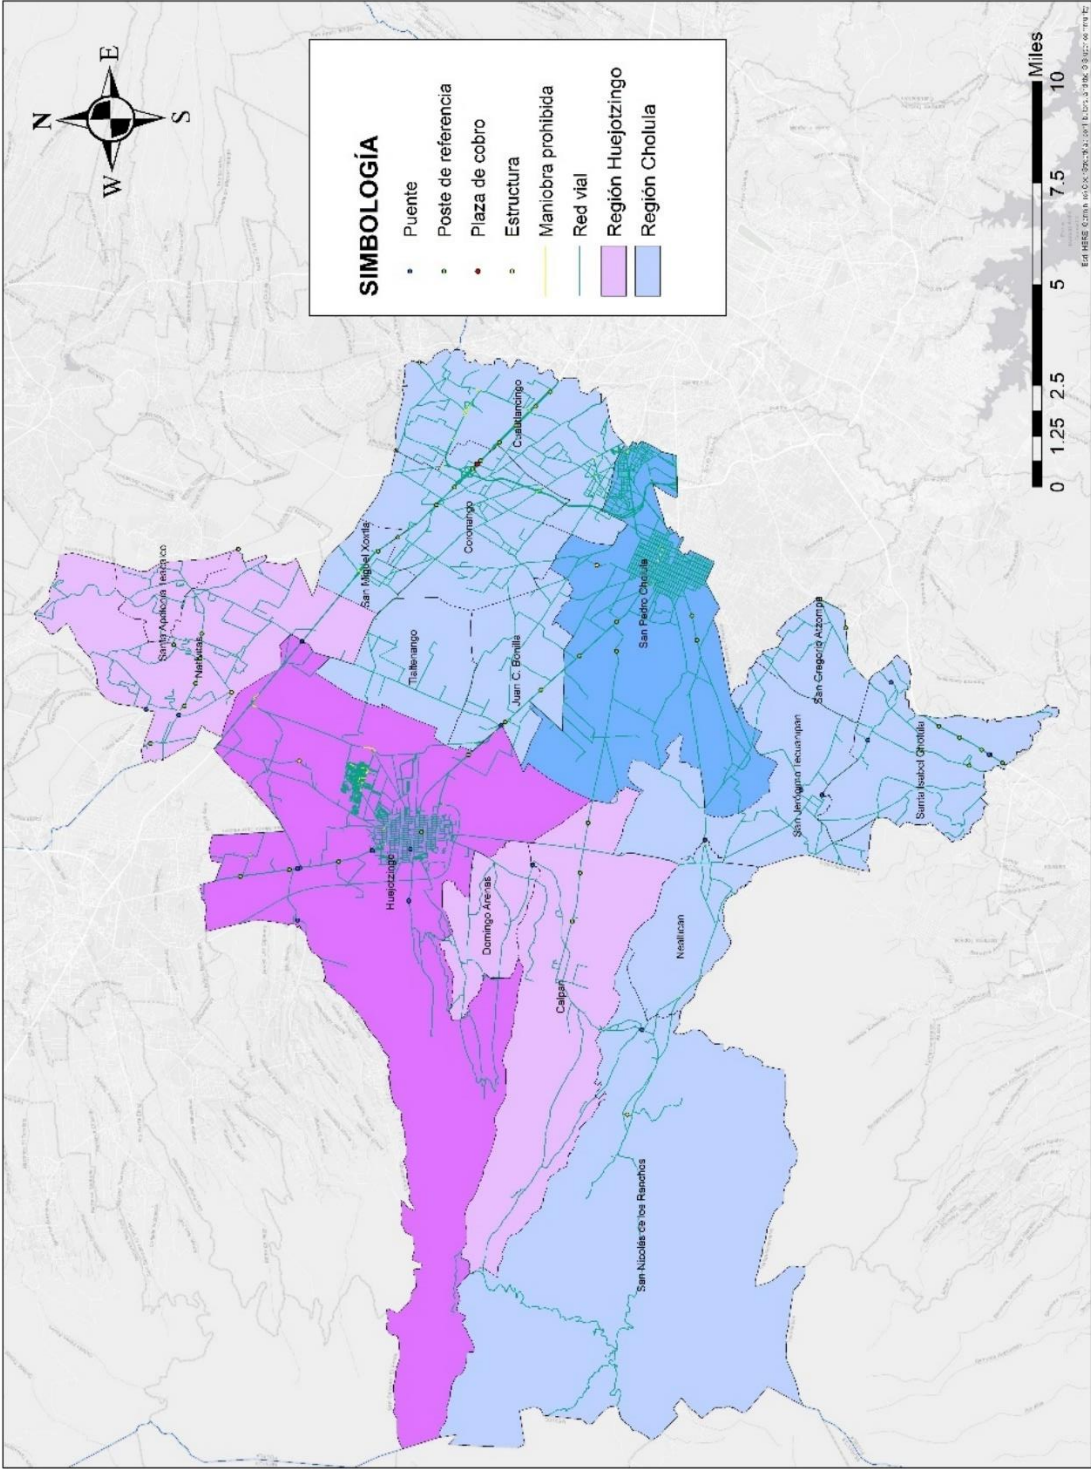 N
W
E
S
SIMBOLOGÍA
Puente
Poste de referencia
Plaza de cobro
Estructura
Maniobra prohibida
Red vial
Región Huejotzingo
Región Cholula
Santa Apolonia Teacalco
Nativitas
San Miguel Xoxtla
Huejotzingo
Tlaltenango
Coronango
Cuautlancingo
Domingo Arenas
Juan C. Bonilla
Calpan
San Pedro Cholula
Nealtican
San Nicolás de los Ranchos
San Jerónimo Tecuanipan
San Gregorio Atzompa
Santa Isabel Cholula
0 1.25 2.5 5 7.5 10
Miles